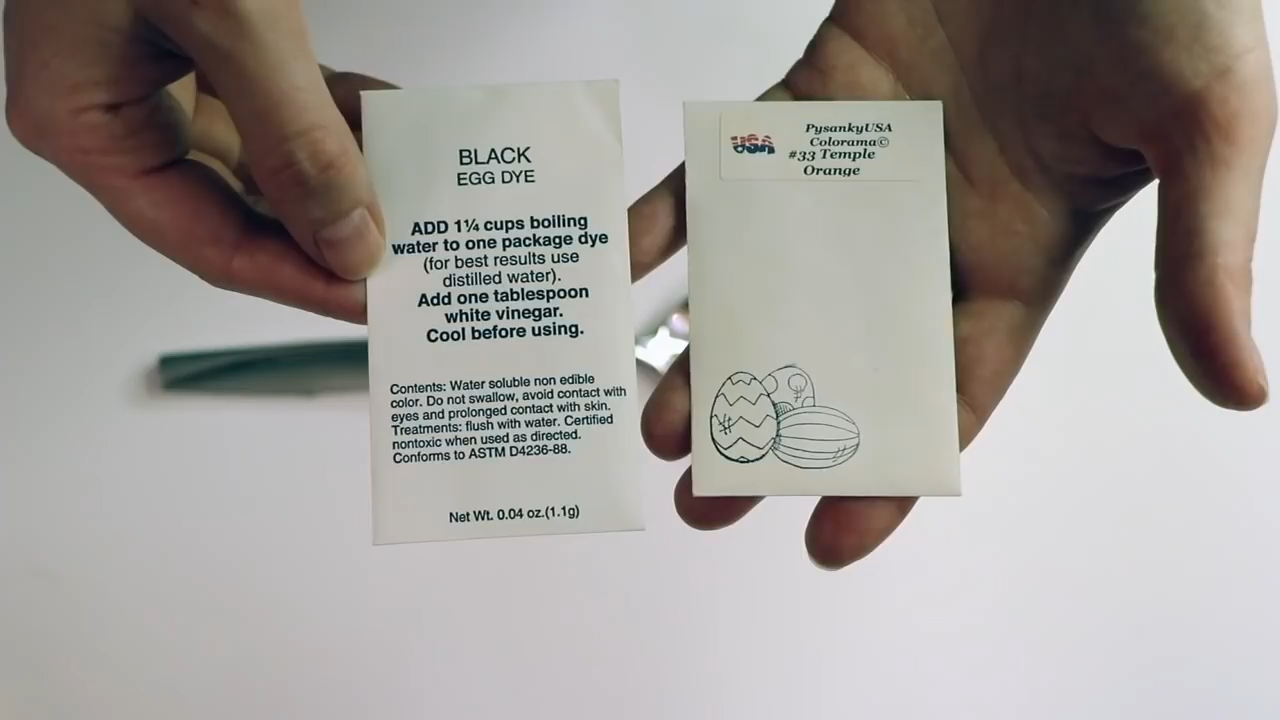 BLACK
EGG DYE
ADD 1¼ cups boiling
water to one package dye
(for best results use
distilled water).
Add one tablespoon
white vinegar.
Cool before using.
Contents: Water soluble non edible
color. Do not swallow, avoid contact with
eyes and prolonged contact with skin.
Treatments: flush with water. Certified
nontoxic when used as directed.
Conforms to ASTM D4236-88.
Net Wt. 0.04 oz.(1.1g)
USA
PysankyUSA
Colorama©
#33 Temple
Orange